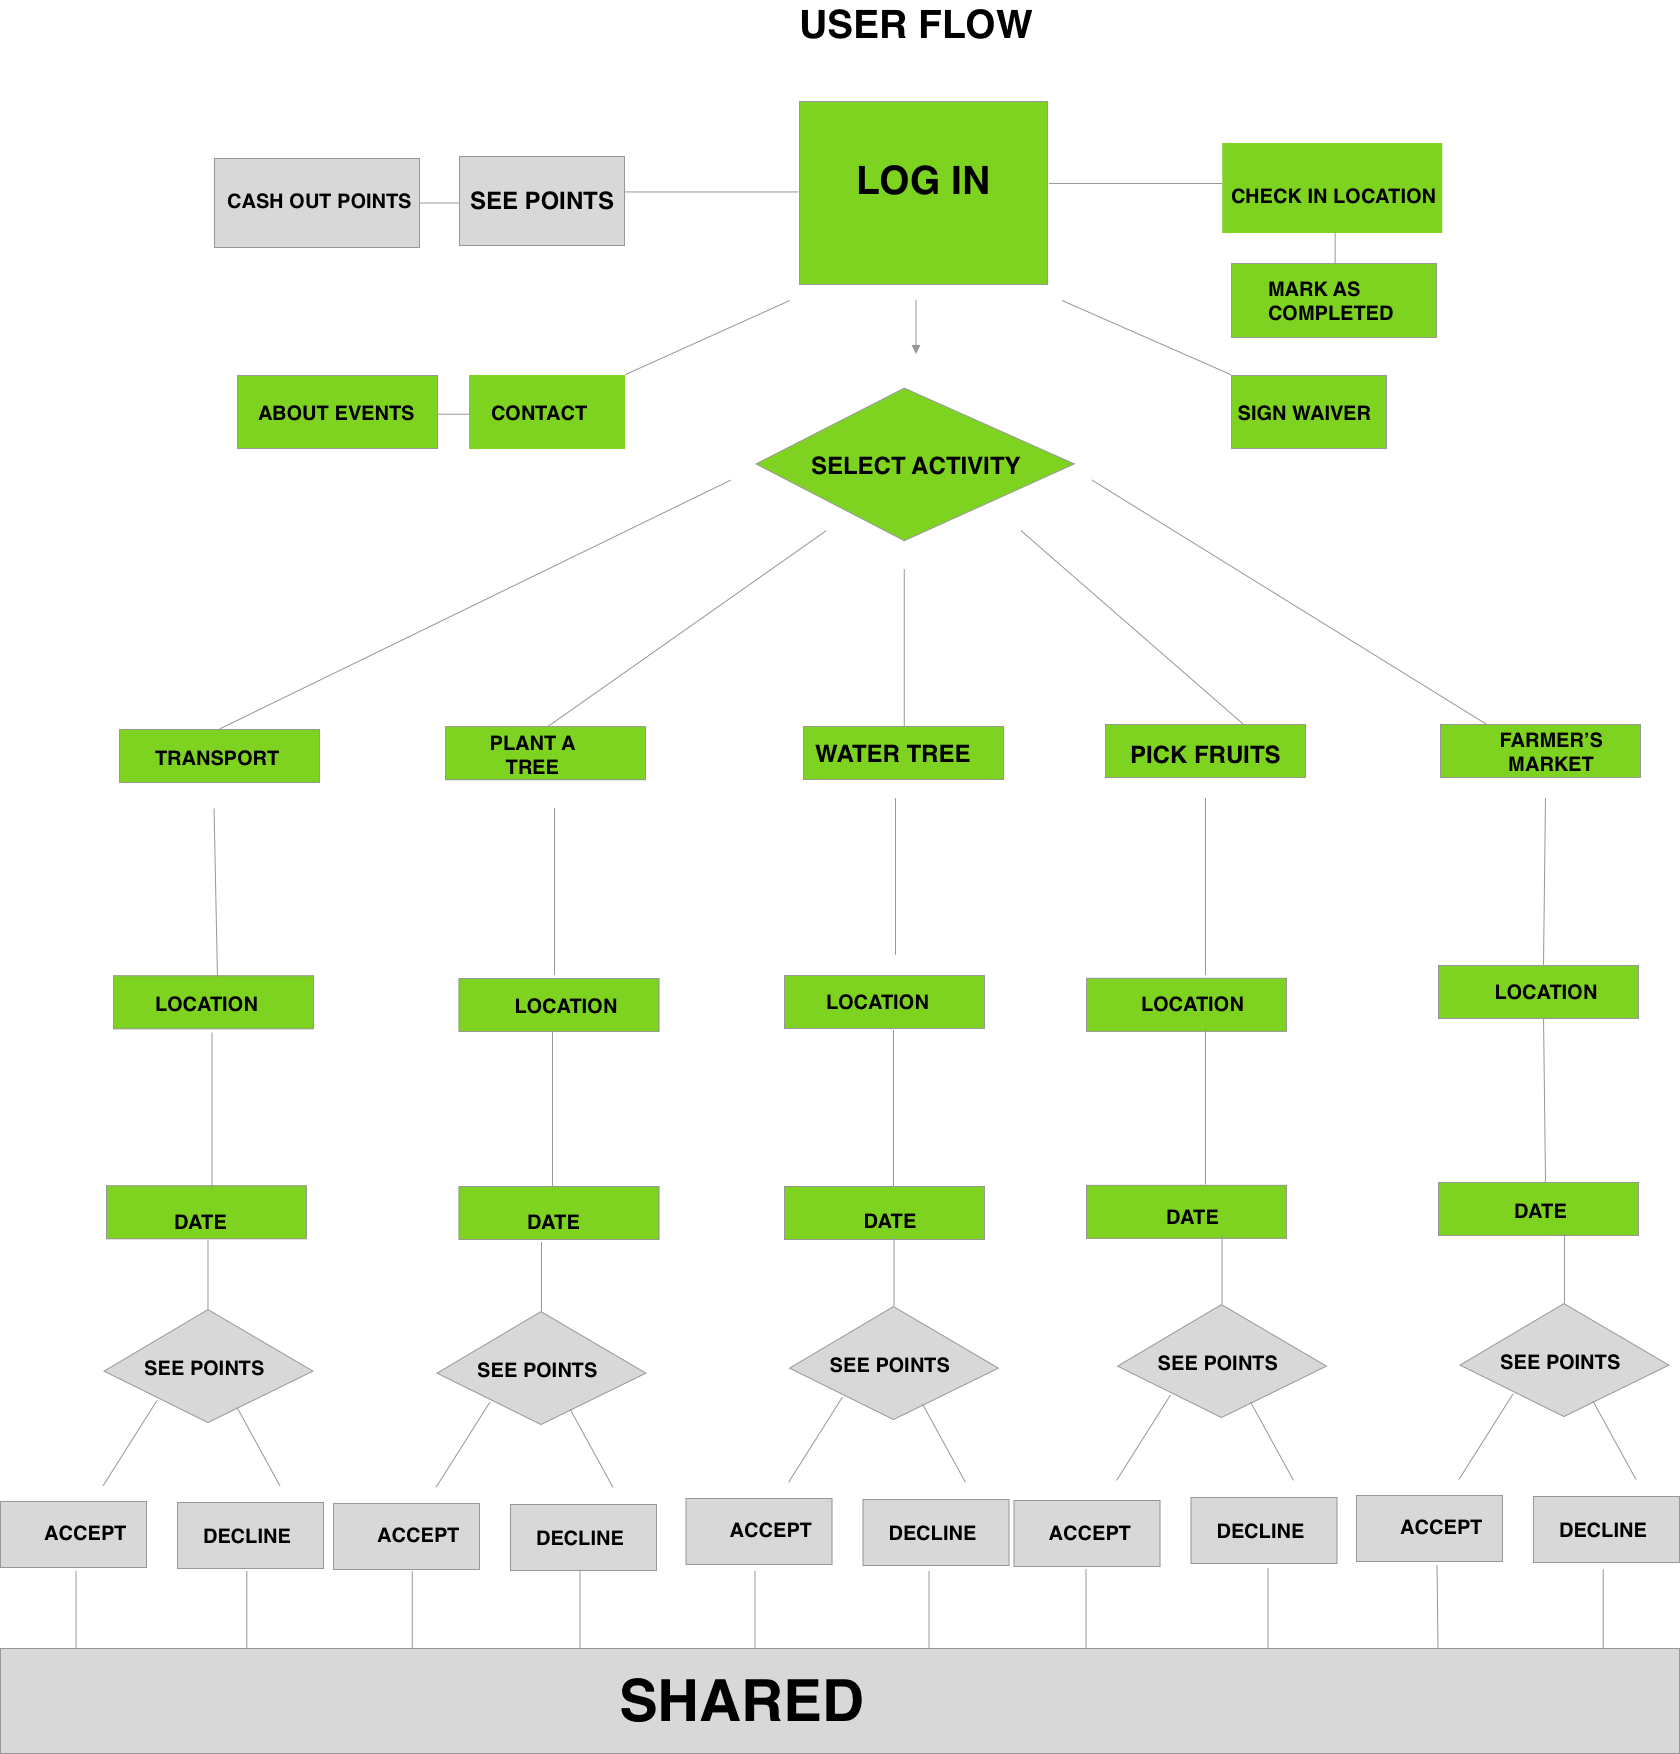 USER FLOW
LOG IN
CASH OUT POINTS
SEE POINTS
CHECK IN LOCATION
MARK AS
COMPLETED
ABOUT EVENTS
CONTACT
SIGN WAIVER
SELECT ACTIVITY
TRANSPORT
PLANT A
TREE
WATER TREE
PICK FRUITS
FARMER’S
MARKET
LOCATION
LOCATION
LOCATION
LOCATION
LOCATION
DATE
DATE
DATE
DATE
DATE
SEE POINTS
SEE POINTS
SEE POINTS
SEE POINTS
SEE POINTS
ACCEPT
DECLINE
ACCEPT
DECLINE
ACCEPT
DECLINE
ACCEPT
DECLINE
ACCEPT
DECLINE
SHARED